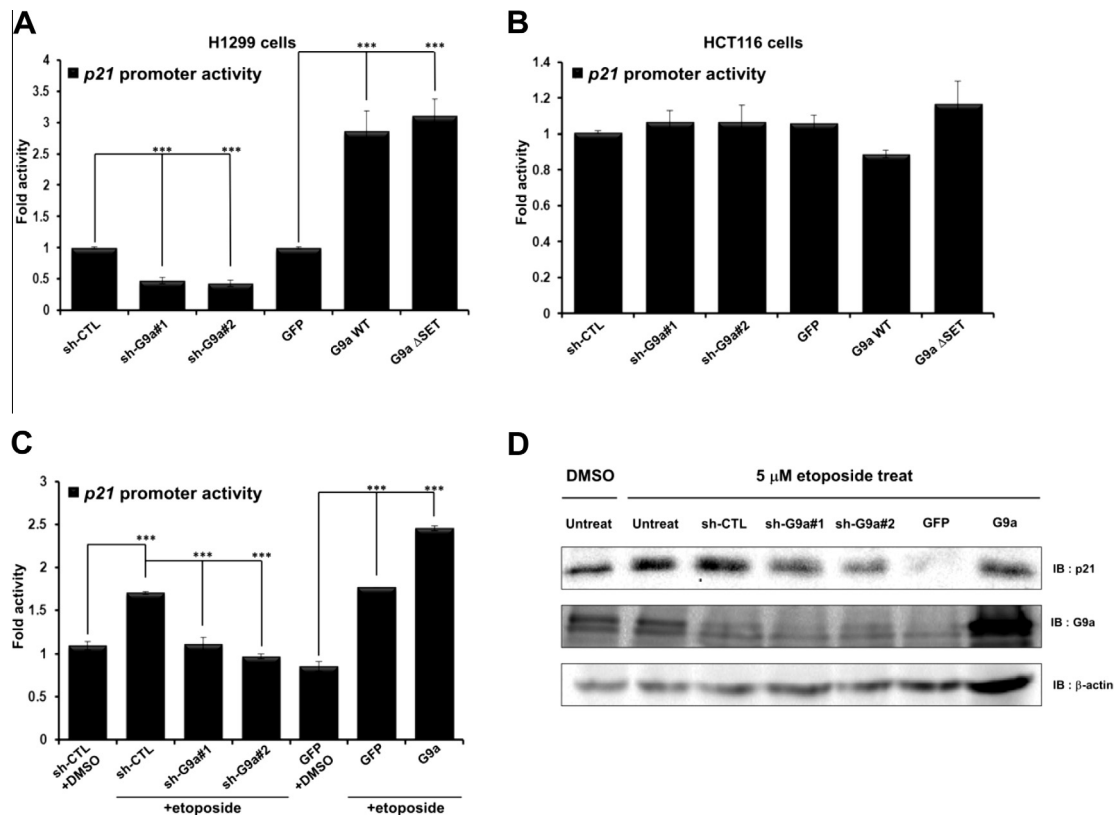 A
H1299 cells
■ p21 promoter activity
*** ***
*** ***
Fold activity
4
3.5
3
2.5
2
1.5
1
0.5
0
sh-CTL sh-G9a#1 sh-G9a#2 GFP G9a WT G9a ΔSET
B
HCT116 cells
■ p21 promoter activity
Fold activity
1.4
1.2
1
0.8
0.6
0.4
0.2
0
sh-CTL sh-G9a#1 sh-G9a#2 GFP G9a WT G9a ΔSET
C
■ p21 promoter activity
*** ***
***
*** ***
Fold activity
3
2.5
2
1.5
1
0.5
0
sh-CTL +DMSO sh-CTL sh-G9a#1 sh-G9a#2 GFP +DMSO GFP G9a
+etoposide +etoposide
D
DMSO 5 μM etoposide treat
Untreat Untreat sh-CTL sh-G9a#1 sh-G9a#2 GFP G9a
IB : p21
IB : G9a
IB : β-actin